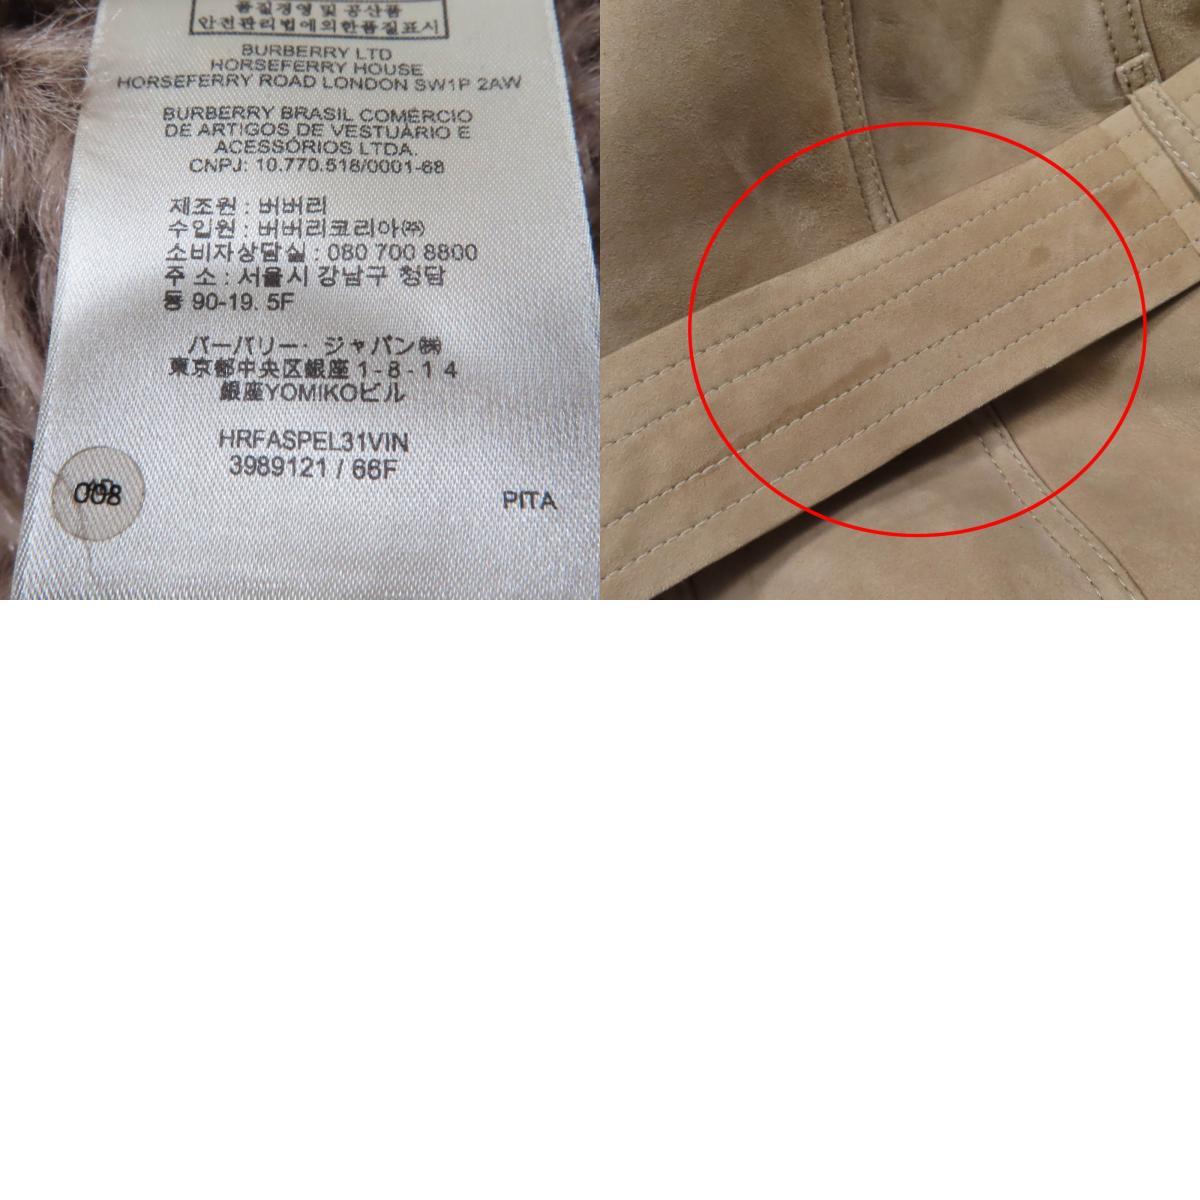 품질경영 및 공산품
안전관리법에의한품질표시
BURBERRY LTD
HORSEFERRY HOUSE
HORSEFERRY ROAD LONDON SW1P 2AW
BURBERRY BRASIL COMÉRCIO
DE ARTIGOS DE VESTUÁRIO E
ACESSÓRIOS LTDA.
CNPJ: 10.770.518/0001-68
제조원 : 버버리
수입원 : 버버리코리아㈜
소비자상담실 : 080 700 8800
주 소 : 서울시 강남구 청담
동 90-19. 5F
バーバリー・ジャパン㈱
東京都中央区銀座1-8-14
銀座YOMIKOビル
HRFASPEL31VIN
3989121 / 66F
008
PITA